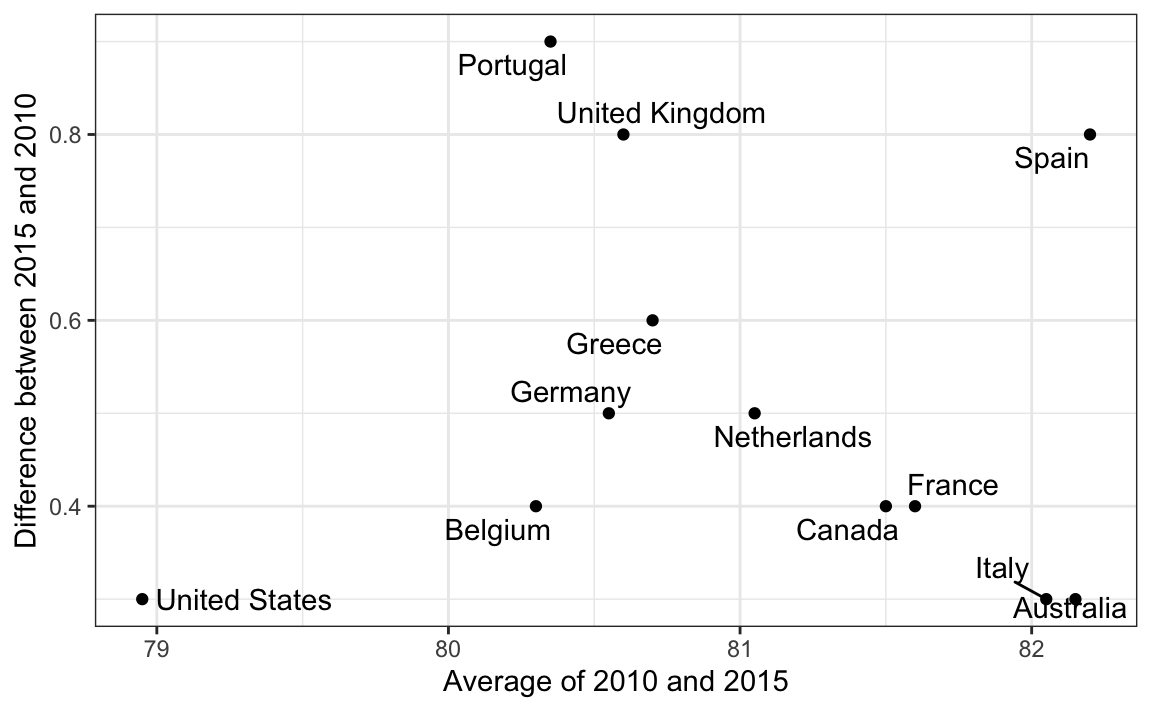 Portugal
United Kingdom
0.8
Spain
0.6
Greece
Germany
Netherlands
France
0.4
Belgium
Canada
Italy
United States
Australia
79
80
81
82
Average of 2010 and 2015
Difference between 2015 and 2010